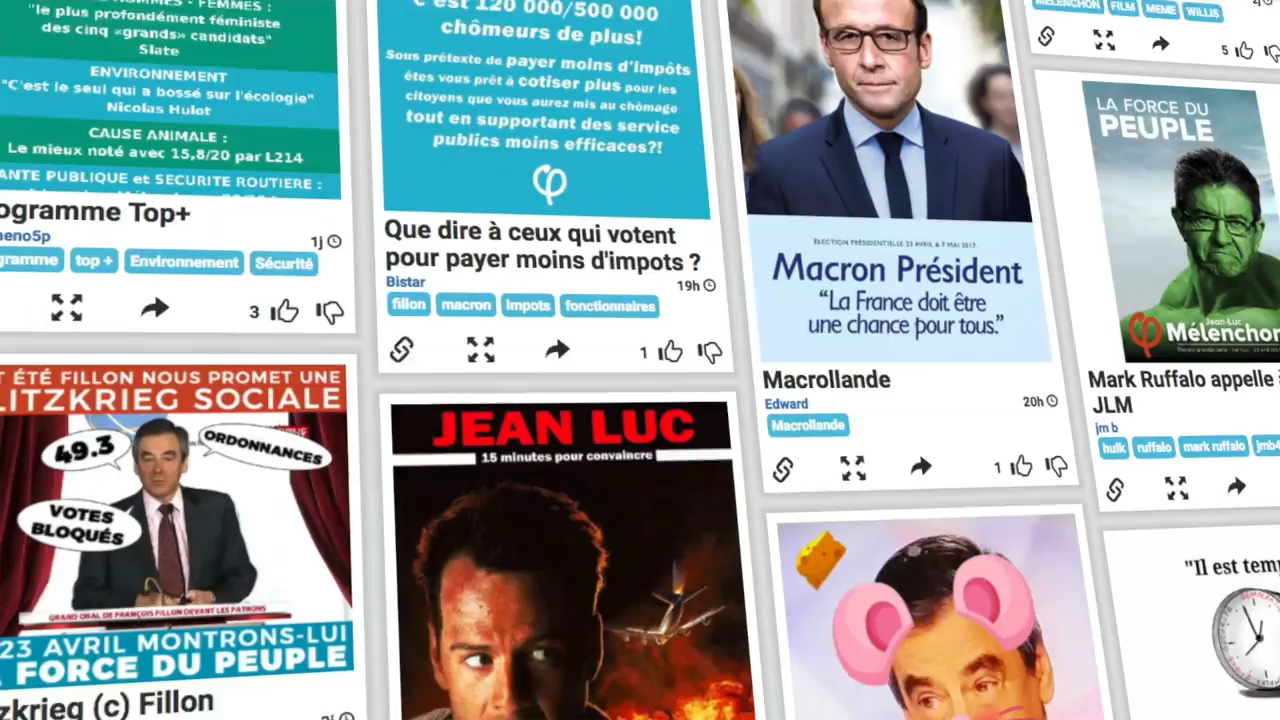 HOMMES - FEMMES :
"le plus profondément féministe
des cinq «grands» candidats"
Slate
ENVIRONNEMENT
"C'est le seul qui a bossé sur l'écologie"
Nicolas Hulot
CAUSE ANIMALE :
Le mieux noté avec 15,8/20 par L214
ANTE PUBLIQUE et SECURITE ROUTIERE :
ogramme Top+
eno5p
1j
gramme
top +
Environnement
Sécurité
3
T ÉTÉ FILLON NOUS PROMET UNE
LITZKRIEG SOCIALE
49.3
ORDONNANCES
VOTES
BLOQUÉS
GRAND ORAL DE FRANÇOIS FILLON DEVANT LES PATRONS
23 AVRIL MONTRONS-LUI
FORCE DU PEUPLE
zkrieg (c) Fillon
c'est 120 000/500 000
chômeurs de plus!
Sous prétexte de payer moins d'impôts
êtes vous prêt à cotiser plus pour les
citoyens que vous aurez mis au chômage
tout en supportant des service
publics moins efficaces?!
Que dire à ceux qui votent
pour payer moins d'impots ?
Bistar
19h
fillon
macron
impots
fonctionnaires
1
JEAN LUC
15 minutes pour convaincre
ÉLECTION PRÉSIDENTIELLE 23 AVRIL & 7 MAI 2017.
Macron Président
“La France doit être
une chance pour tous.”
Macrollande
Edward
20h
Macrollande
1
MELENCHON
FILM
MEME
WILLIS
5
LA FORCE DU
PEUPLE
Jean-Luc
Mélenchon
Mark Ruffalo appelle à
JLM
jm b
hulk
ruffalo
mark ruffalo
jmb4
"Il est temp